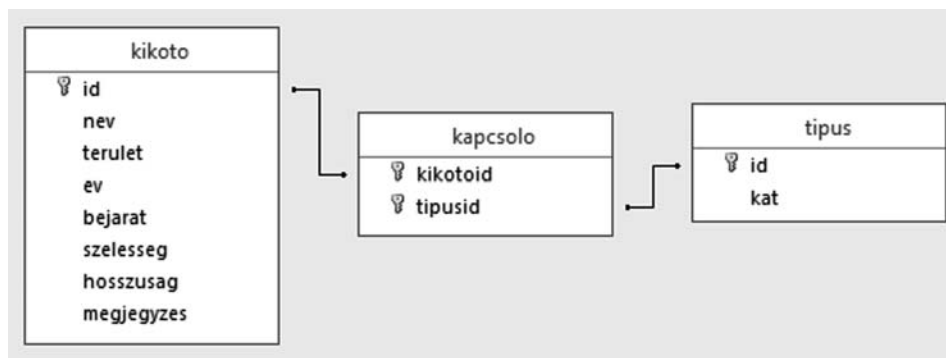 kikoto
id
nev
terulet
ev
bejarat
szelesseg
hosszusag
megjegyzes
kapcsolo
kikotoid
tipusid
tipus
id
kat